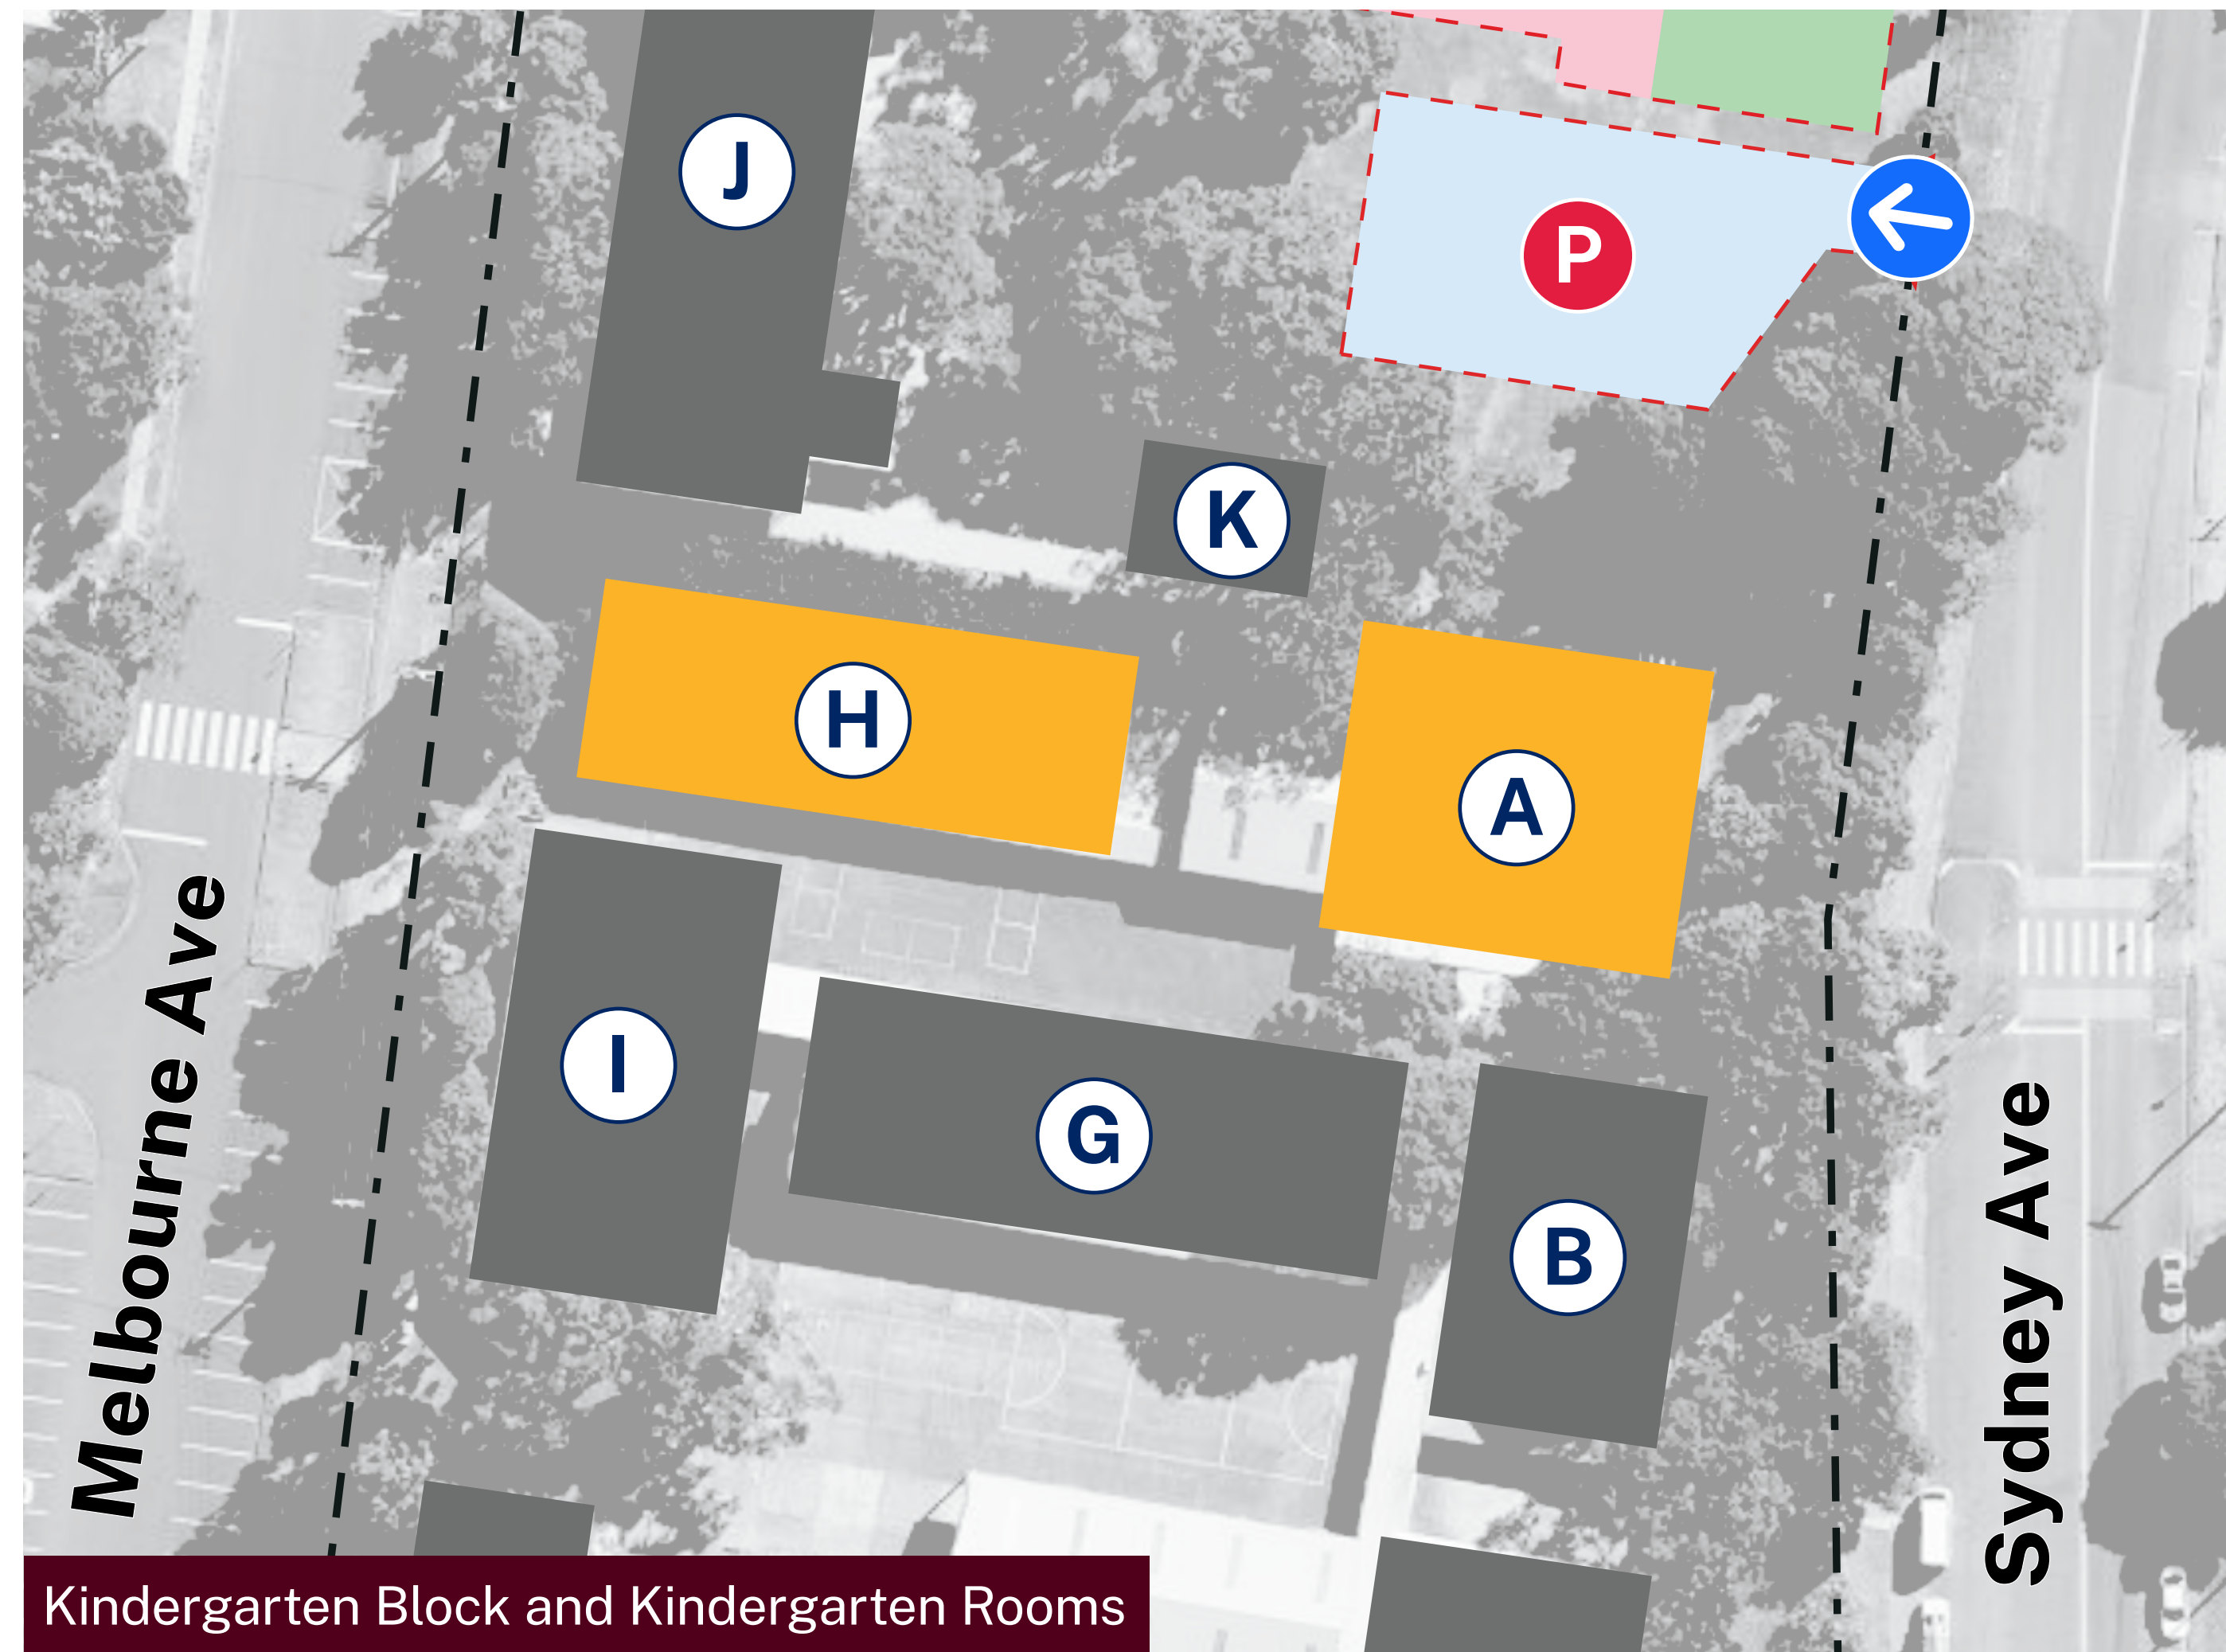 J
P
K
H
A
I
G
B
Melbourne Ave
Sydney Ave
Kindergarten Block and Kindergarten Rooms